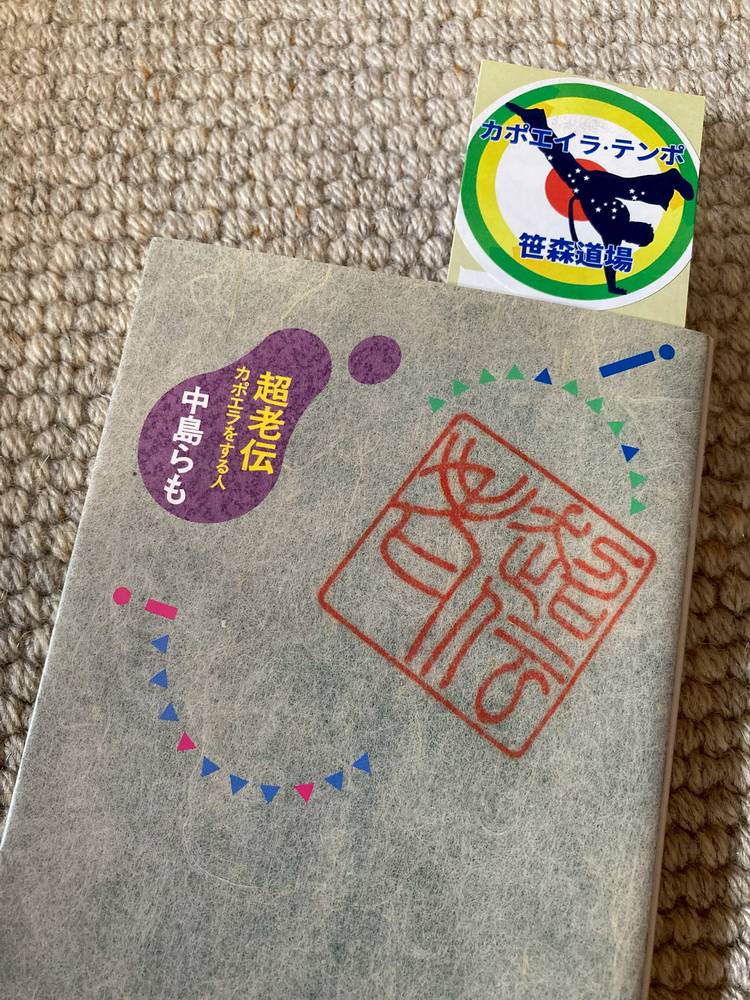 カポエイラ・テンポ
笹森道場
超老伝
カポエラをする人
中島らも